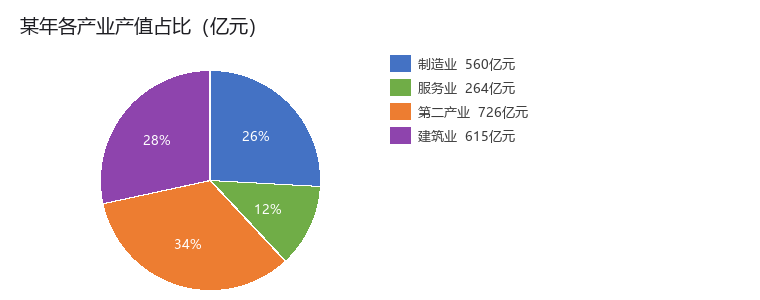 某年各产业产值占比（亿元）
制造业 560亿元
服务业 264亿元
第二产业 726亿元
建筑业 615亿元
26%
12%
34%
28%